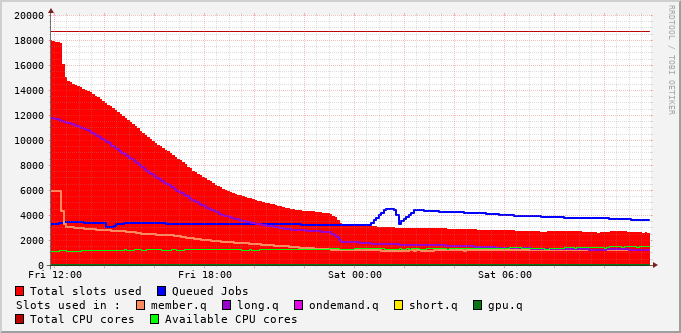 20000
18000
16000
14000
12000
10000
8000
6000
4000
2000
0
Fri 12:00 Fri 18:00 Sat 00:00 Sat 06:00
Total slots used Queued Jobs
Slots used in : member.q long.q ondemand.q short.q gpu.q
Total CPU cores Available CPU cores
RRDTOOL / TOBI OETIKER